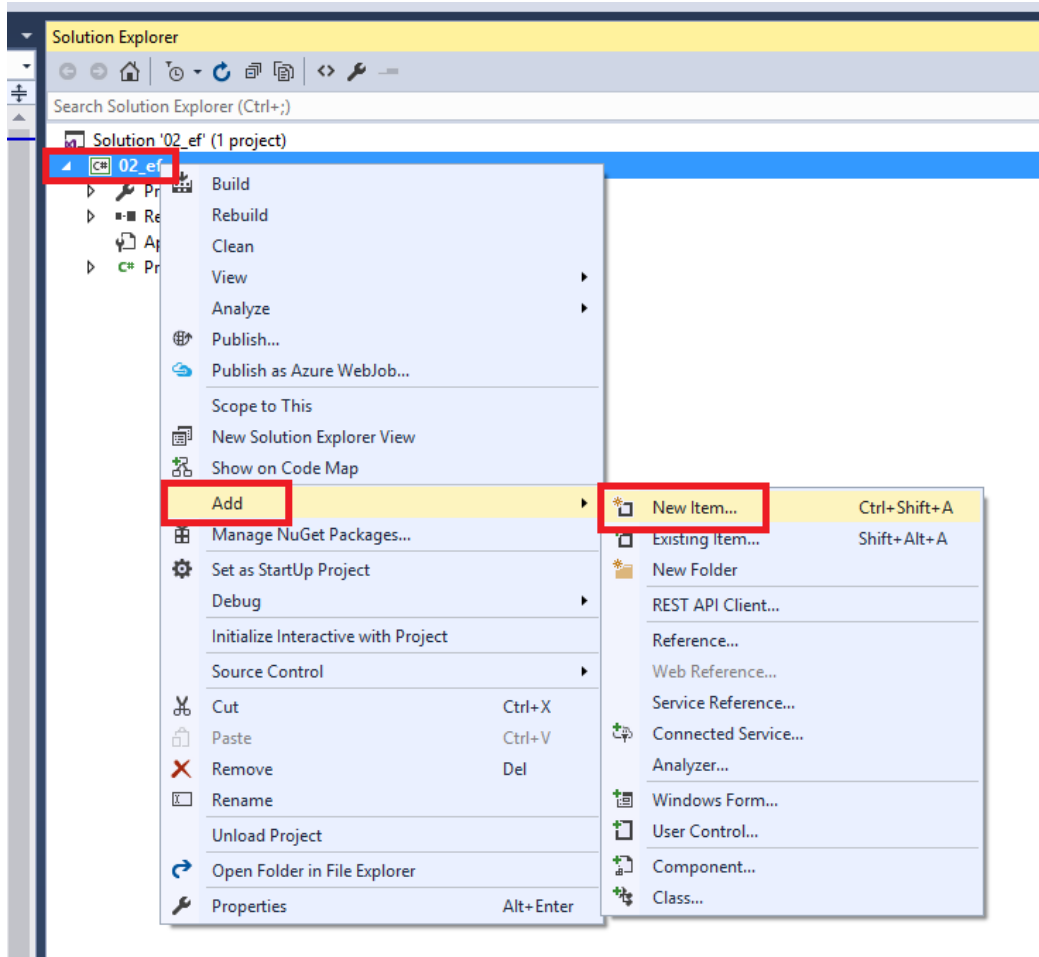 Solution Explorer
Search Solution Explorer (Ctrl+;)
Solution '02_ef' (1 project)
C# 02_ef
Pr
Re
Ap
C# Pr
Build
Rebuild
Clean
View
Analyze
Publish...
Publish as Azure WebJob...
Scope to This
New Solution Explorer View
Show on Code Map
Add
Manage NuGet Packages...
Set as StartUp Project
Debug
Initialize Interactive with Project
Source Control
Cut Ctrl+X
Paste Ctrl+V
Remove Del
Rename
Unload Project
Open Folder in File Explorer
Properties Alt+Enter
New Item... Ctrl+Shift+A
Existing Item... Shift+Alt+A
New Folder
REST API Client...
Reference...
Web Reference...
Service Reference...
Connected Service...
Analyzer...
Windows Form...
User Control...
Component...
Class...